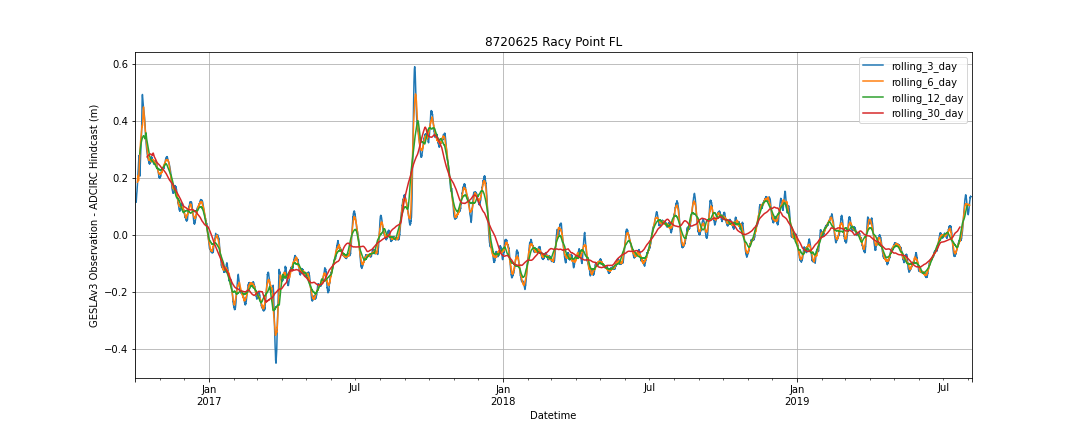 8720625 Racy Point FL
GESLAv3 Observation - ADCIRC Hindcast (m)
0.6
0.4
0.2
0.0
−0.2
−0.4
rolling_3_day
rolling_6_day
rolling_12_day
rolling_30_day
Jan
2017
Jul
Jan
2018
Jul
Jan
2019
Jul
Datetime